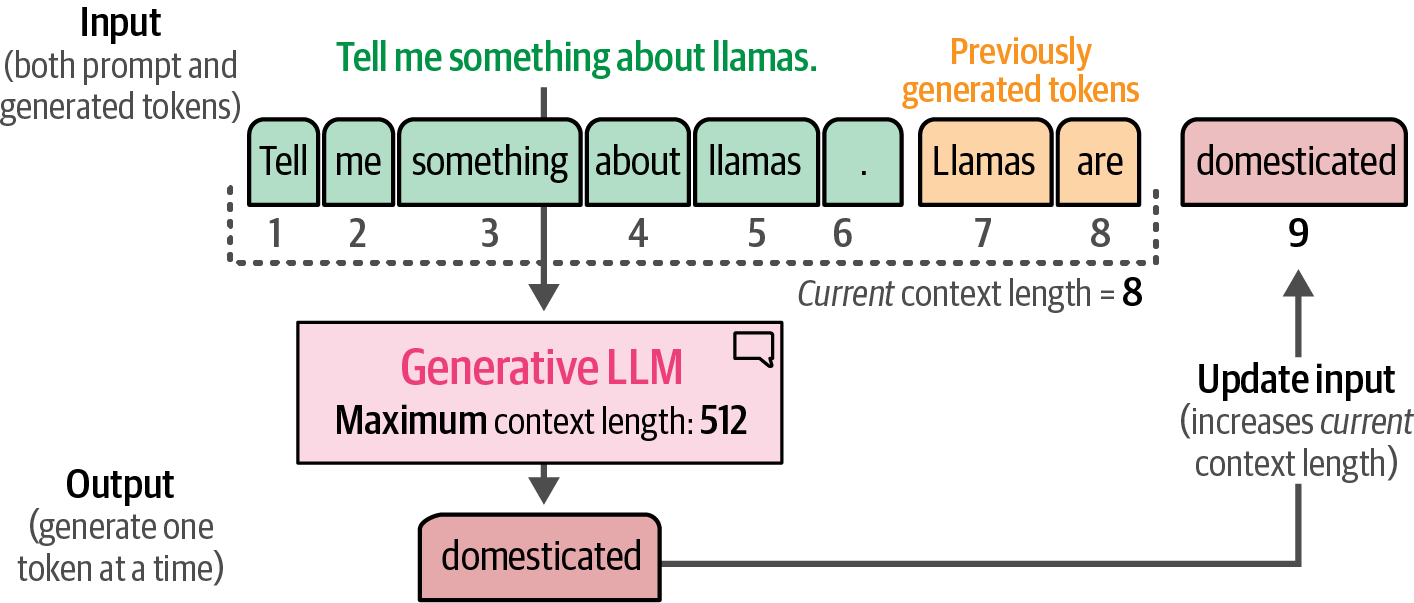 Input
(both prompt and
generated tokens)
Tell me something about llamas.
Previously
generated tokens
Tell me something about llamas . Llamas are domesticated
1 2 3 4 5 6 7 8 9
Current context length = 8
Generative LLM
Maximum context length: 512
Update input
(increases current
context length)
Output
(generate one
token at a time)
domesticated